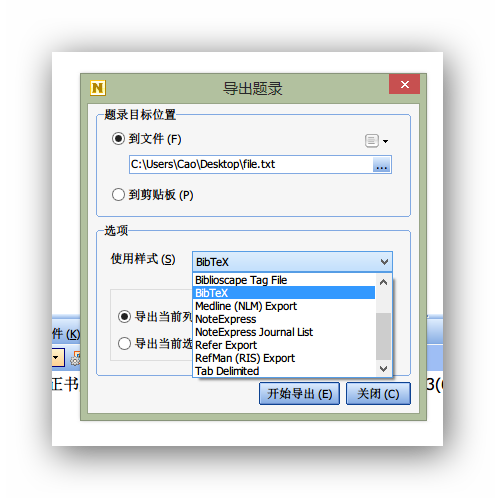 N 导出题录
题录目标位置
到文件 (F)
C:\Users\Cao\Desktop\file.txt
...
到剪贴板 (P)
选项
使用样式 (S) BibTeX
Biblioscape Tag File
BibTeX
Medline (NLM) Export
NoteExpress
NoteExpress Journal List
Refer Export
RefMan (RIS) Export
Tab Delimited
导出当前列
导出当前选
件 (K)
证书
3(
开始导出 (E) 关闭 (C)